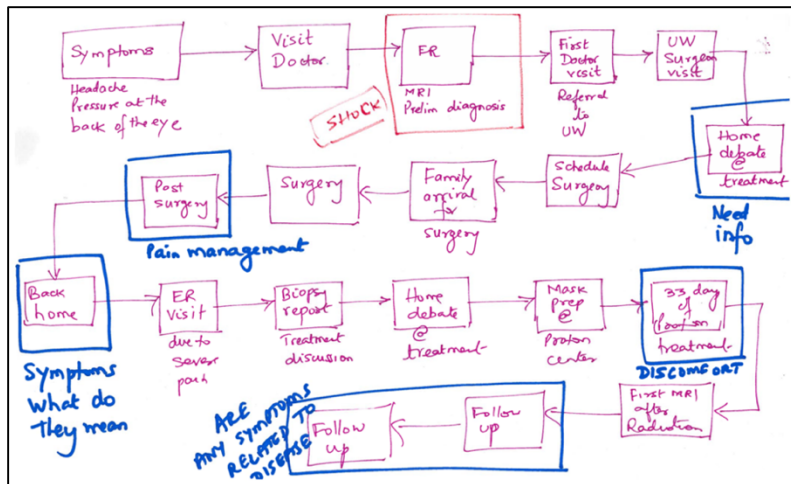 Symptoms
Headache
Pressure at the
back of the eye
Visit
Doctor
ER
MRI
Prelim diagnosis
SHOCK
First
Doctor
visit
Referred
to
UW
UW
Surgeon
visit
Home
debate
@
treatment
Need
info
Schedule
Surgery
Family
arrival
for
surgery
Surgery
Post
surgery
Pain management
Back
home
Symptoms
What do
They mean
ER
Visit
due to
sever
pain
Biopsy
report
Treatment
discussion
Home
debate
@
treatment
Mask
prep
@
Proton
center
33 day
of
Proton
treatment
DISCOMFORT
First MRI
after
Radiation
Follow
up
Follow
up
ARE
ANY SYMPTOMS
RELATED TO
DISEASE